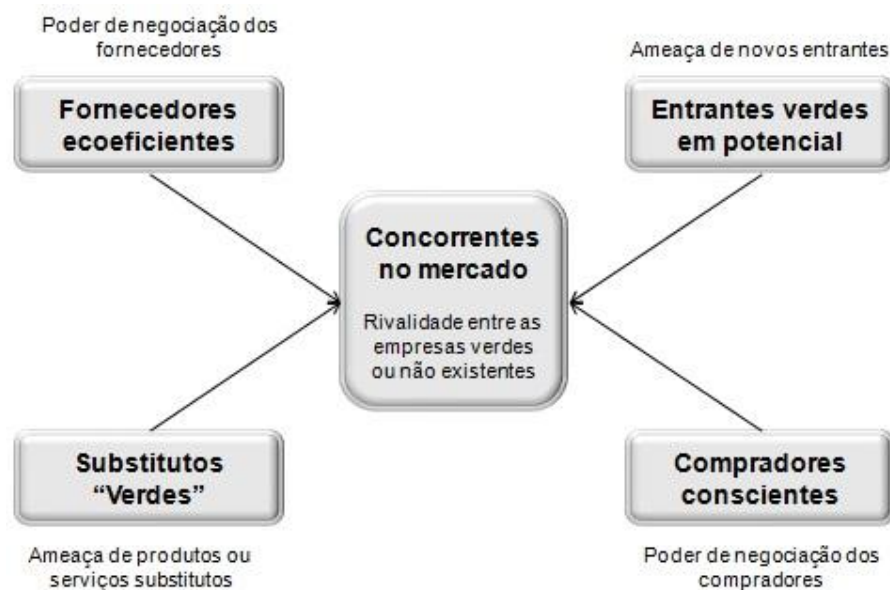 Poder de negociação dos
fornecedores
Fornecedores
ecoeficientes
Ameaça de novos entrantes
Entrantes verdes
em potencial
Concorrentes
no mercado
Rivalidade entre as
empresas verdes
ou não existentes
Substitutos
“Verdes”
Ameaça de produtos ou
serviços substitutos
Compradores
conscientes
Poder de negociação dos
compradores